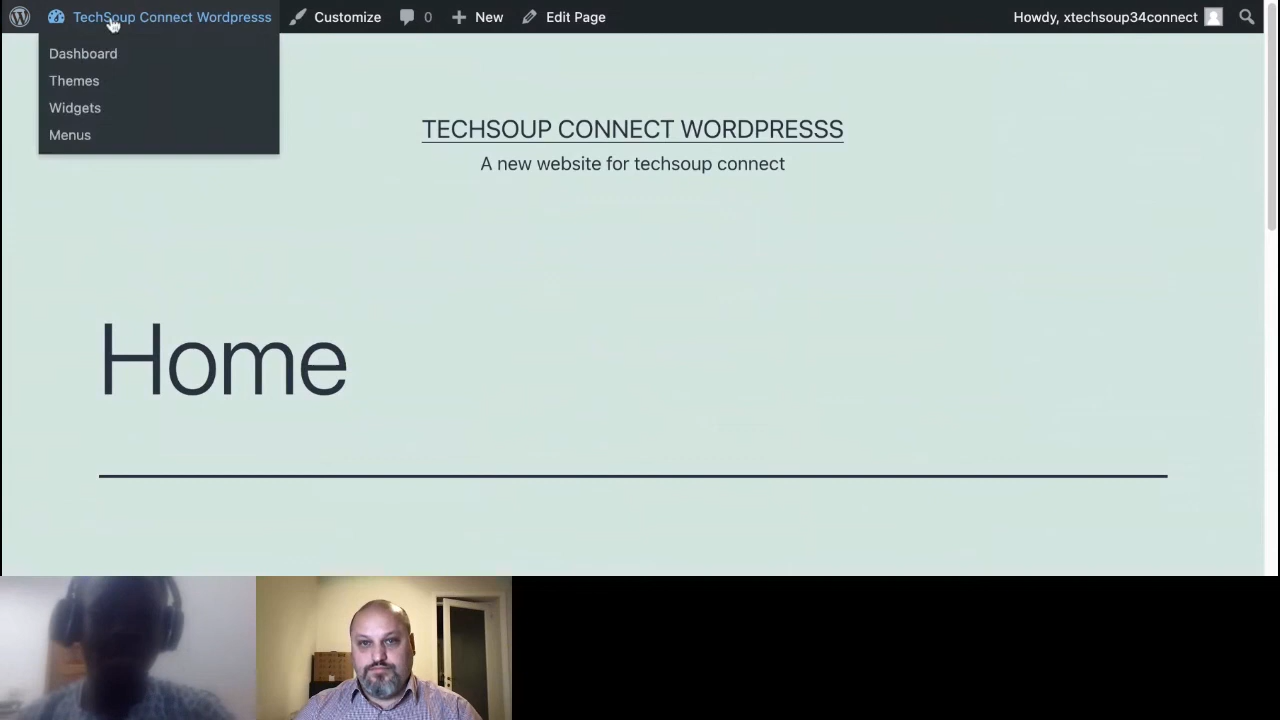 TechSoup Connect Wordpresss Customize 0 New Edit Page Howdy, xtechsoup34connect
Dashboard
Themes
Widgets
Menus
TECHSOUP CONNECT WORDPRESSS
A new website for techsoup connect
Home